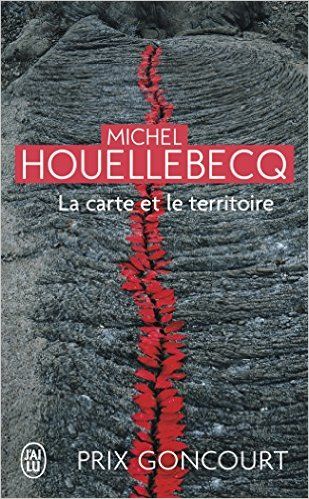 MICHEL
HOUELLEBECQ
La carte et le territoire
J'AI
LU
PRIX GONCOURT